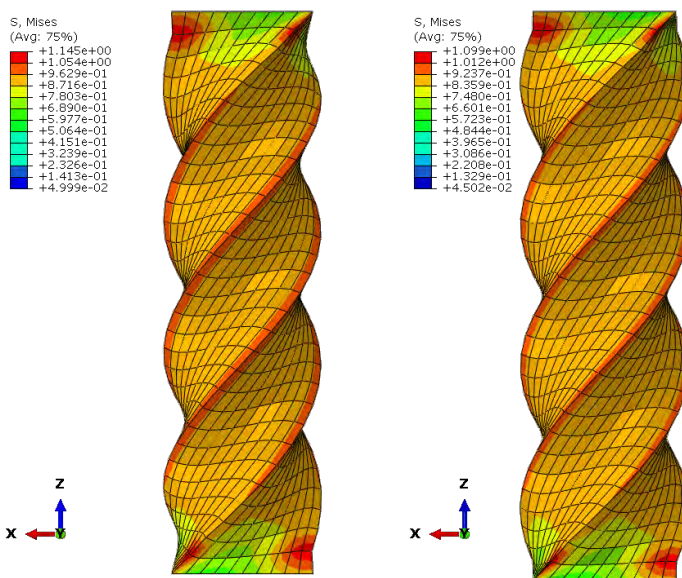 S, Mises
(Avg: 75%)
+1.145e+00
+1.054e+00
+9.629e-01
+8.716e-01
+7.803e-01
+6.890e-01
+5.977e-01
+5.064e-01
+4.151e-01
+3.239e-01
+2.326e-01
+1.413e-01
+4.999e-02
Z
X
Y
S, Mises
(Avg: 75%)
+1.099e+00
+1.012e+00
+9.237e-01
+8.359e-01
+7.480e-01
+6.601e-01
+5.723e-01
+4.844e-01
+3.965e-01
+3.086e-01
+2.208e-01
+1.329e-01
+4.502e-02
Z
X
Y